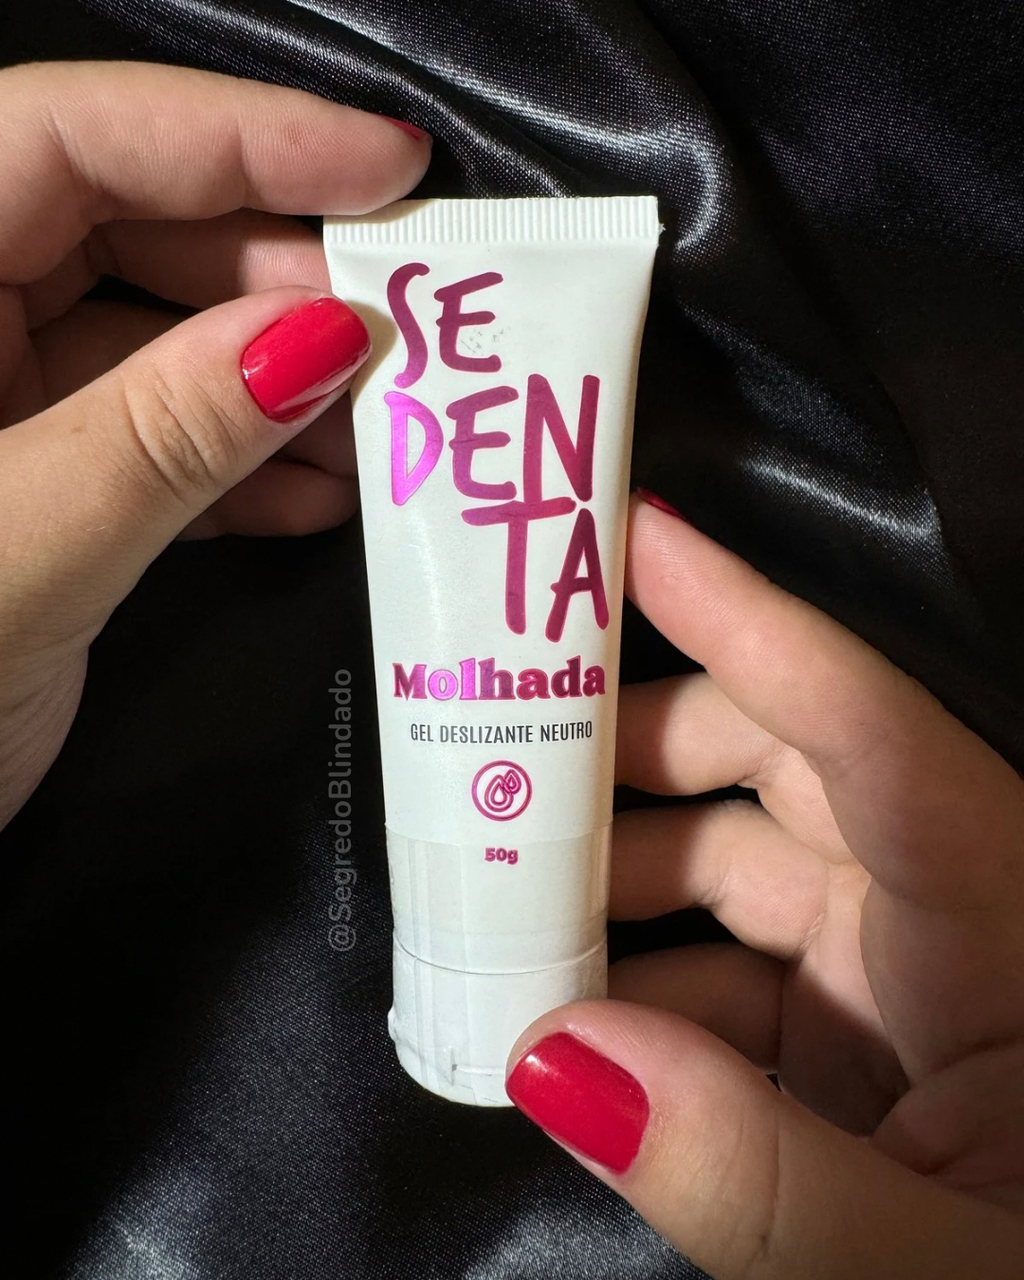 SE
DEN
TA
Molhada
GEL DESLIZANTE NEUTRO
50g
@SegredoBlindado